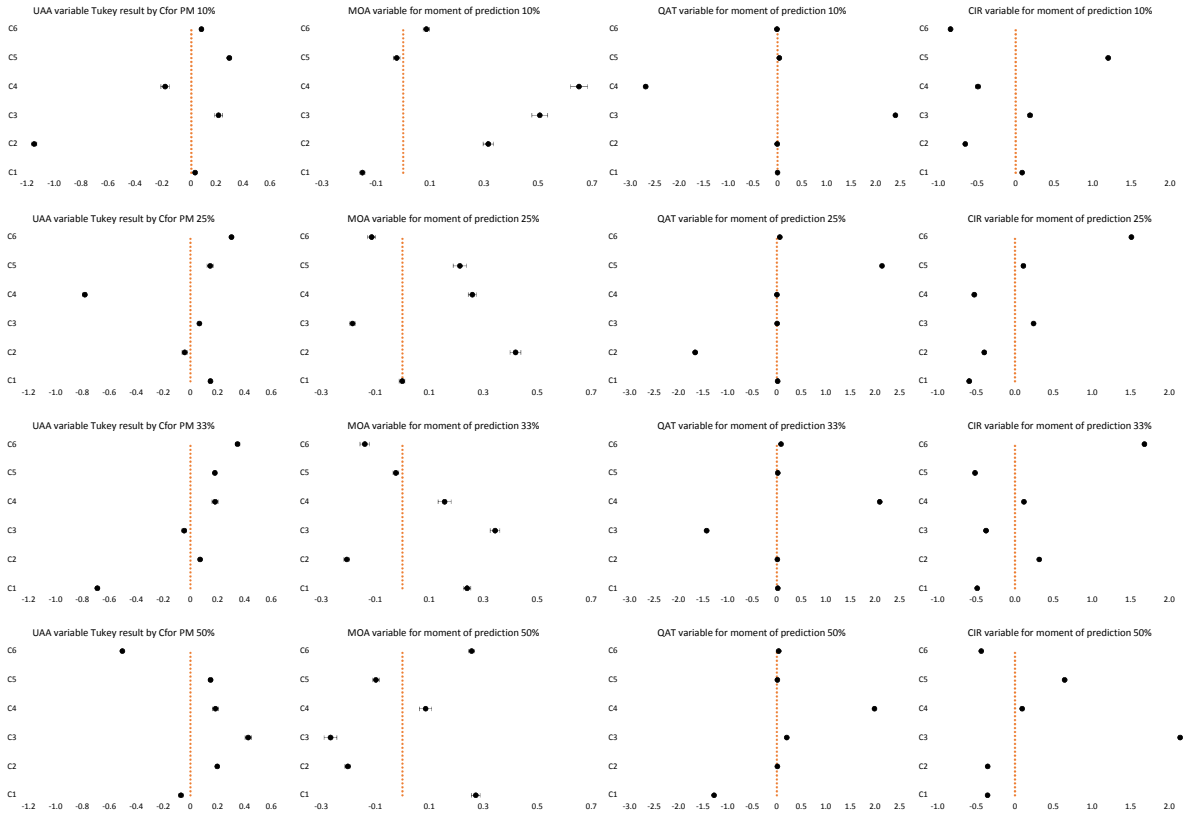 UAA variable Tukey result by Cfor PM 10%
C6
C5
C4
C3
C2
C1
-1.2 -1.0 -0.8 -0.6 -0.4 -0.2 0 0.2 0.4 0.6
MOA variable for moment of prediction 10%
C6
C5
C4
C3
C2
C1
-0.3 -0.1 0.1 0.3 0.5 0.7
QAT variable for moment of prediction 10%
C6
C5
C4
C3
C2
C1
-3.0 -2.5 -2.0 -1.5 -1.0 -0.5 0 0.5 1.0 1.5 2.0 2.5
CIR variable for moment of prediction 10%
C6
C5
C4
C3
C2
C1
-1.0 -0.5 0 0.5 1.0 1.5 2.0
UAA variable Tukey result by Cfor PM 25%
C6
C5
C4
C3
C2
C1
-1.2 -1.0 -0.8 -0.6 -0.4 -0.2 0 0.2 0.4 0.6
MOA variable for moment of prediction 25%
C6
C5
C4
C3
C2
C1
-0.3 -0.1 0.1 0.3 0.5 0.7
QAT variable for moment of prediction 25%
C6
C5
C4
C3
C2
C1
-3.0 -2.5 -2.0 -1.5 -1.0 -0.5 0 0.5 1.0 1.5 2.0 2.5
CIR variable for moment of prediction 25%
C6
C5
C4
C3
C2
C1
-1.0 -0.5 0.0 0.5 1.0 1.5 2.0
UAA variable Tukey result by Cfor PM 33%
C6
C5
C4
C3
C2
C1
-1.2 -1.0 -0.8 -0.6 -0.4 -0.2 0 0.2 0.4 0.6
MOA variable for moment of prediction 33%
C6
C5
C4
C3
C2
C1
-0.3 -0.1 0.1 0.3 0.5 0.7
QAT variable for moment of prediction 33%
C6
C5
C4
C3
C2
C1
-3.0 -2.5 -2.0 -1.5 -1.0 -0.5 0 0.5 1.0 1.5 2.0 2.5
CIR variable for moment of prediction 33%
C6
C5
C4
C3
C2
C1
-1.0 -0.5 0.0 0.5 1.0 1.5 2.0
UAA variable Tukey result by Cfor PM 50%
C6
C5
C4
C3
C2
C1
-1.2 -1.0 -0.8 -0.6 -0.4 -0.2 0 0.2 0.4 0.6
MOA variable for moment of prediction 50%
C6
C5
C4
C3
C2
C1
-0.3 -0.1 0.1 0.3 0.5 0.7
QAT variable for moment of prediction 50%
C6
C5
C4
C3
C2
C1
-3.0 -2.5 -2.0 -1.5 -1.0 -0.5 0 0.5 1.0 1.5 2.0 2.5
CIR variable for moment of prediction 50%
C6
C5
C4
C3
C2
C1
-1.0 -0.5 0 0.5 1.0 1.5 2.0